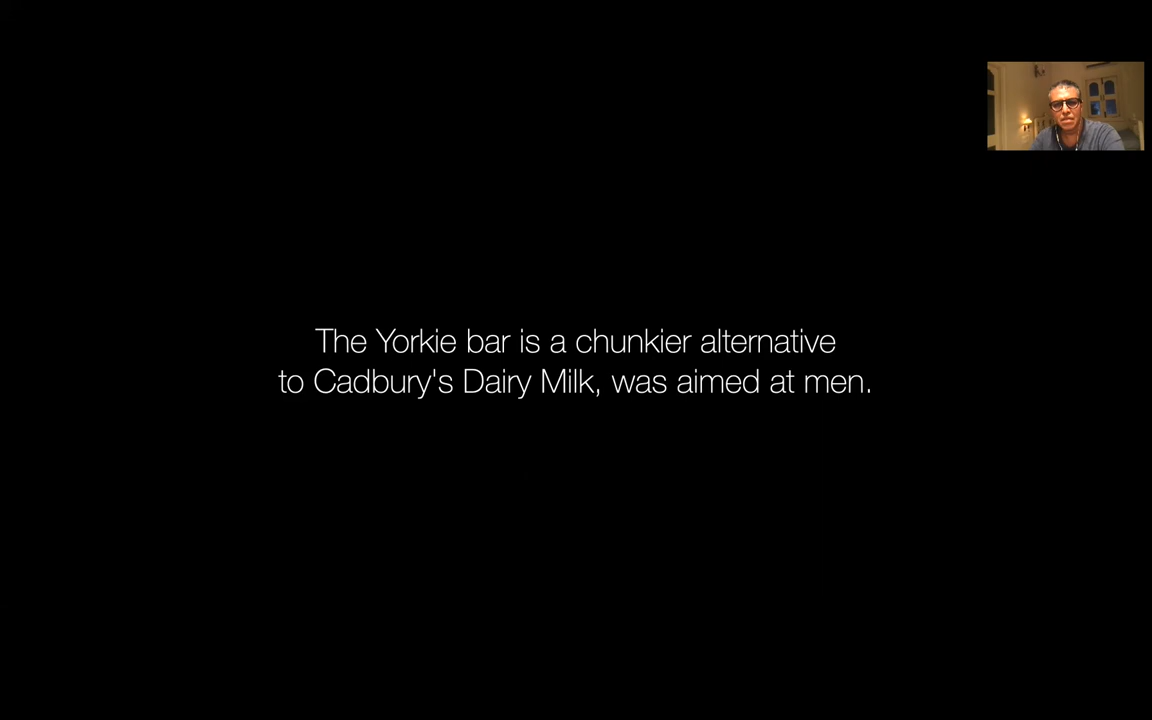 The Yorkie bar is a chunkier alternative
to Cadbury's Dairy Milk, was aimed at men.